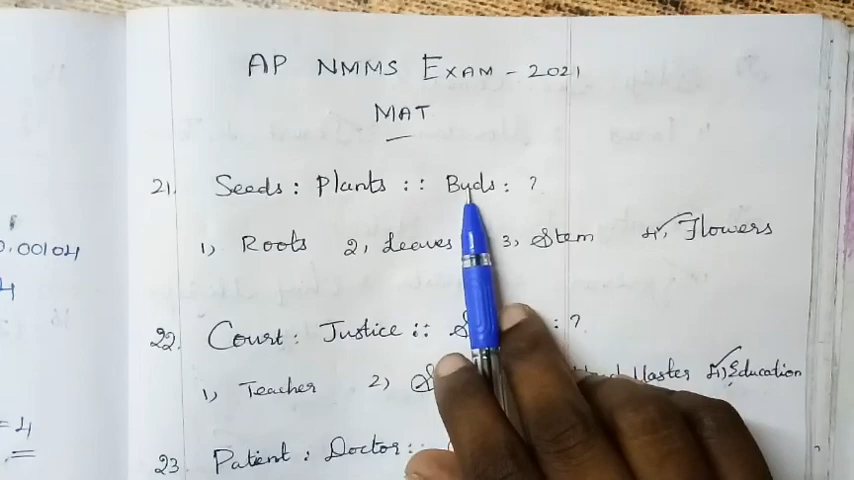 AP NMMS EXAM - 2021
MAT
0.00104
4
21. Seeds : Plants :: Buds : ?
1) Roots 2, Leaves 3, Stem 4, Flowers
22. Court : Justice :: : ?
1) Teacher 2) Master 4) Education
= 4
23 Patient : Doctor ::